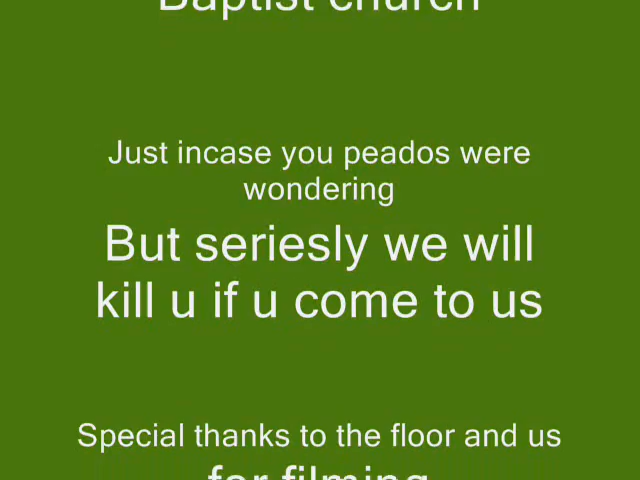 Baptist church
Just incase you peados were
wondering
But seriesly we will
kill u if u come to us
Special thanks to the floor and us
for filming